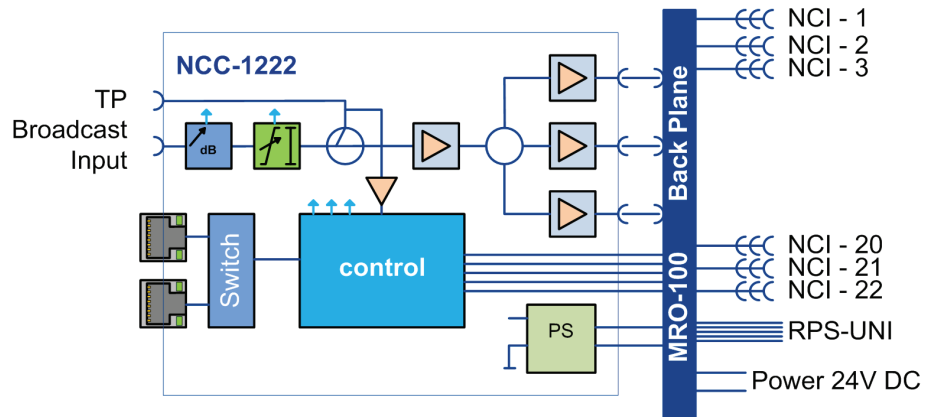 NCI - 1
NCI - 2
NCI - 3
NCC-1222
TP
Broadcast
Input
dB
Back Plane
MRO-100
Switch
control
NCI - 20
NCI - 21
NCI - 22
PS
RPS-UNI
Power 24V DC